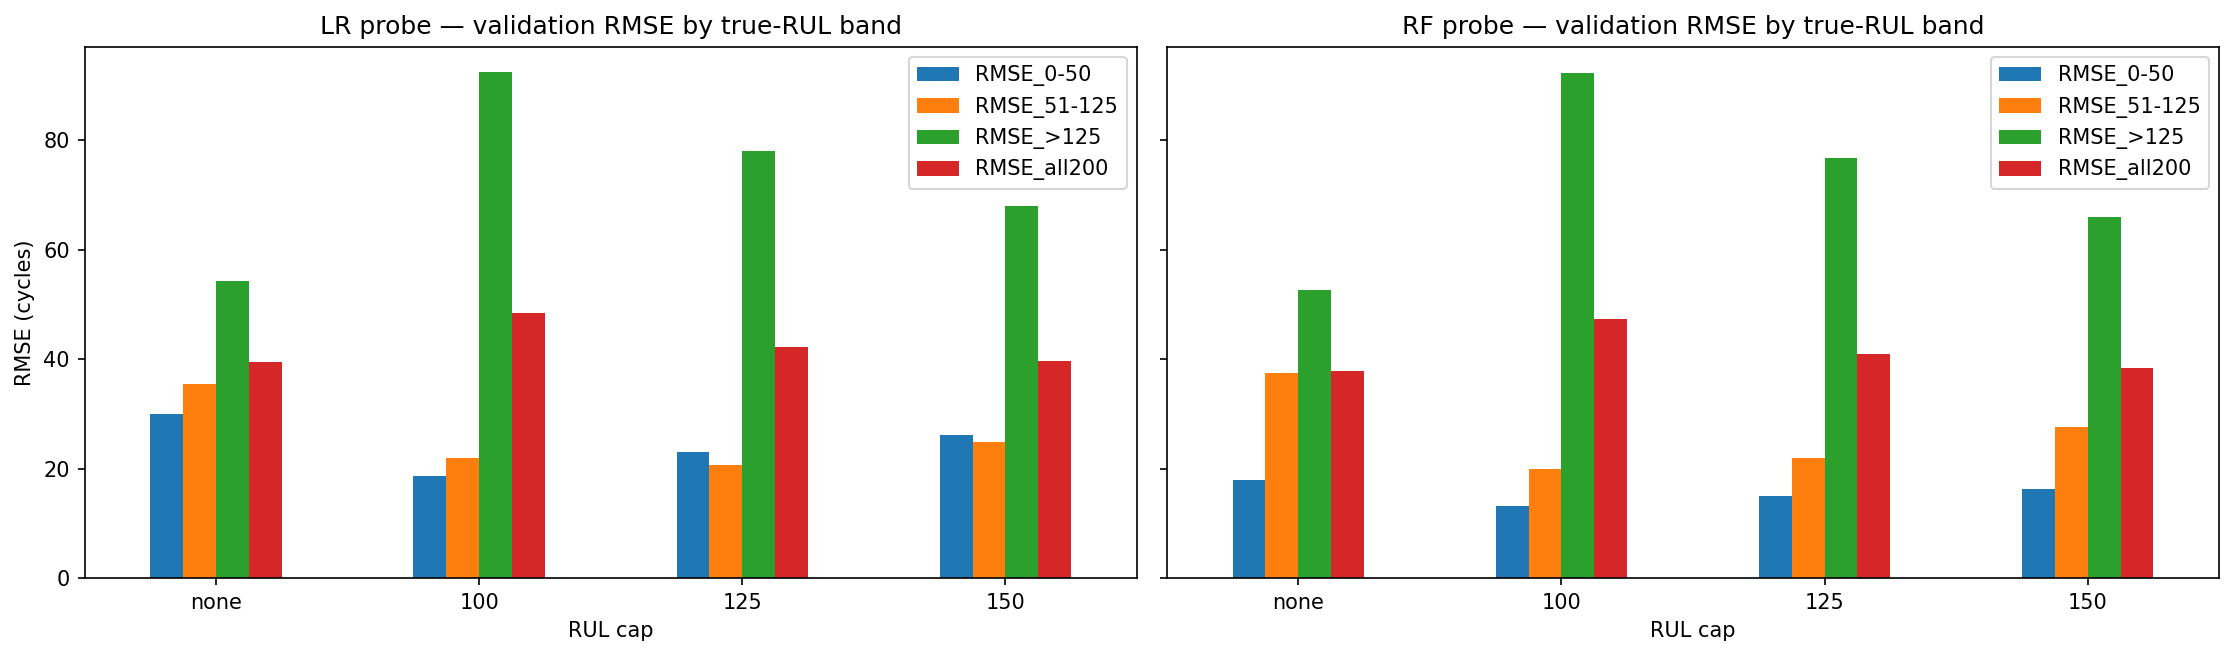 LR probe — validation RMSE by true-RUL band
RMSE_0-50
RMSE_51-125
RMSE_>125
RMSE_all200
RMSE (cycles)
80
60
40
20
0
none
100
125
150
RUL cap
RF probe — validation RMSE by true-RUL band
RMSE_0-50
RMSE_51-125
RMSE_>125
RMSE_all200
none
100
125
150
RUL cap